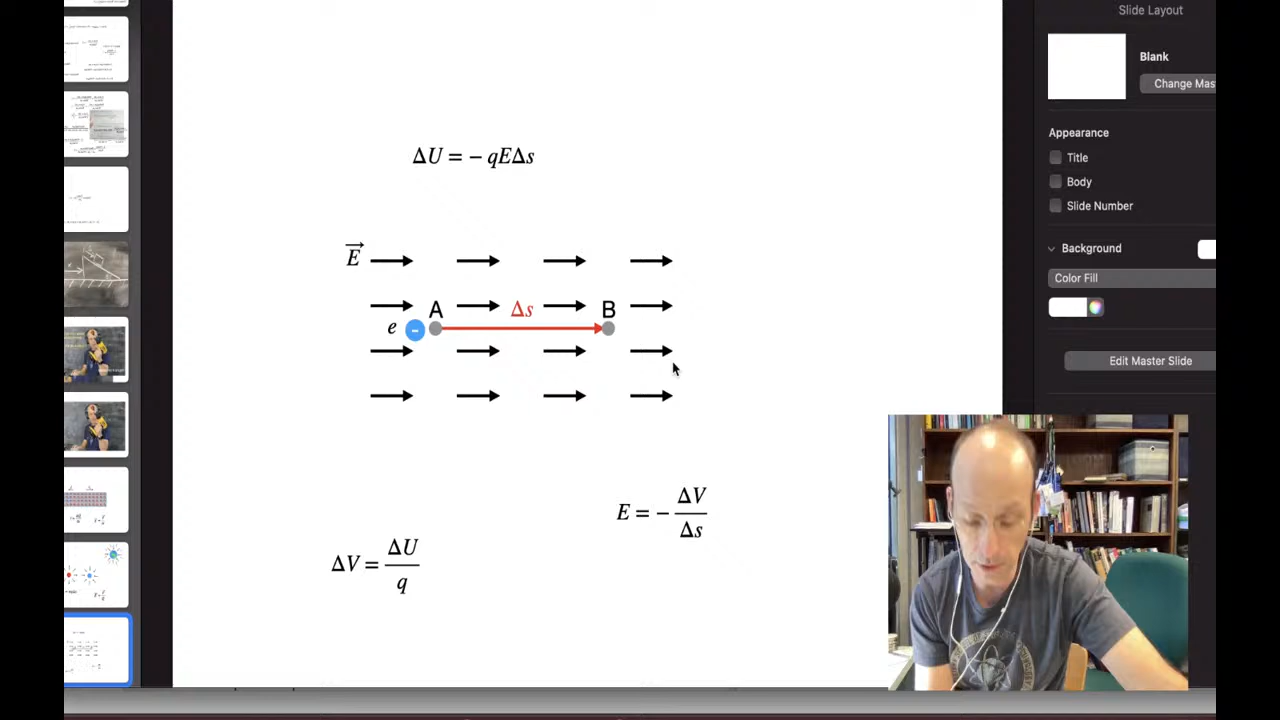 Slide Layout
Blank
Change Mas
Appearance
Title
Body
Slide Number
Background
Color Fill
Edit Master Slide
ΔU = − qEΔs
E⃗
A Δs B
e -
E = − ΔV/Δs
ΔV = ΔU/q